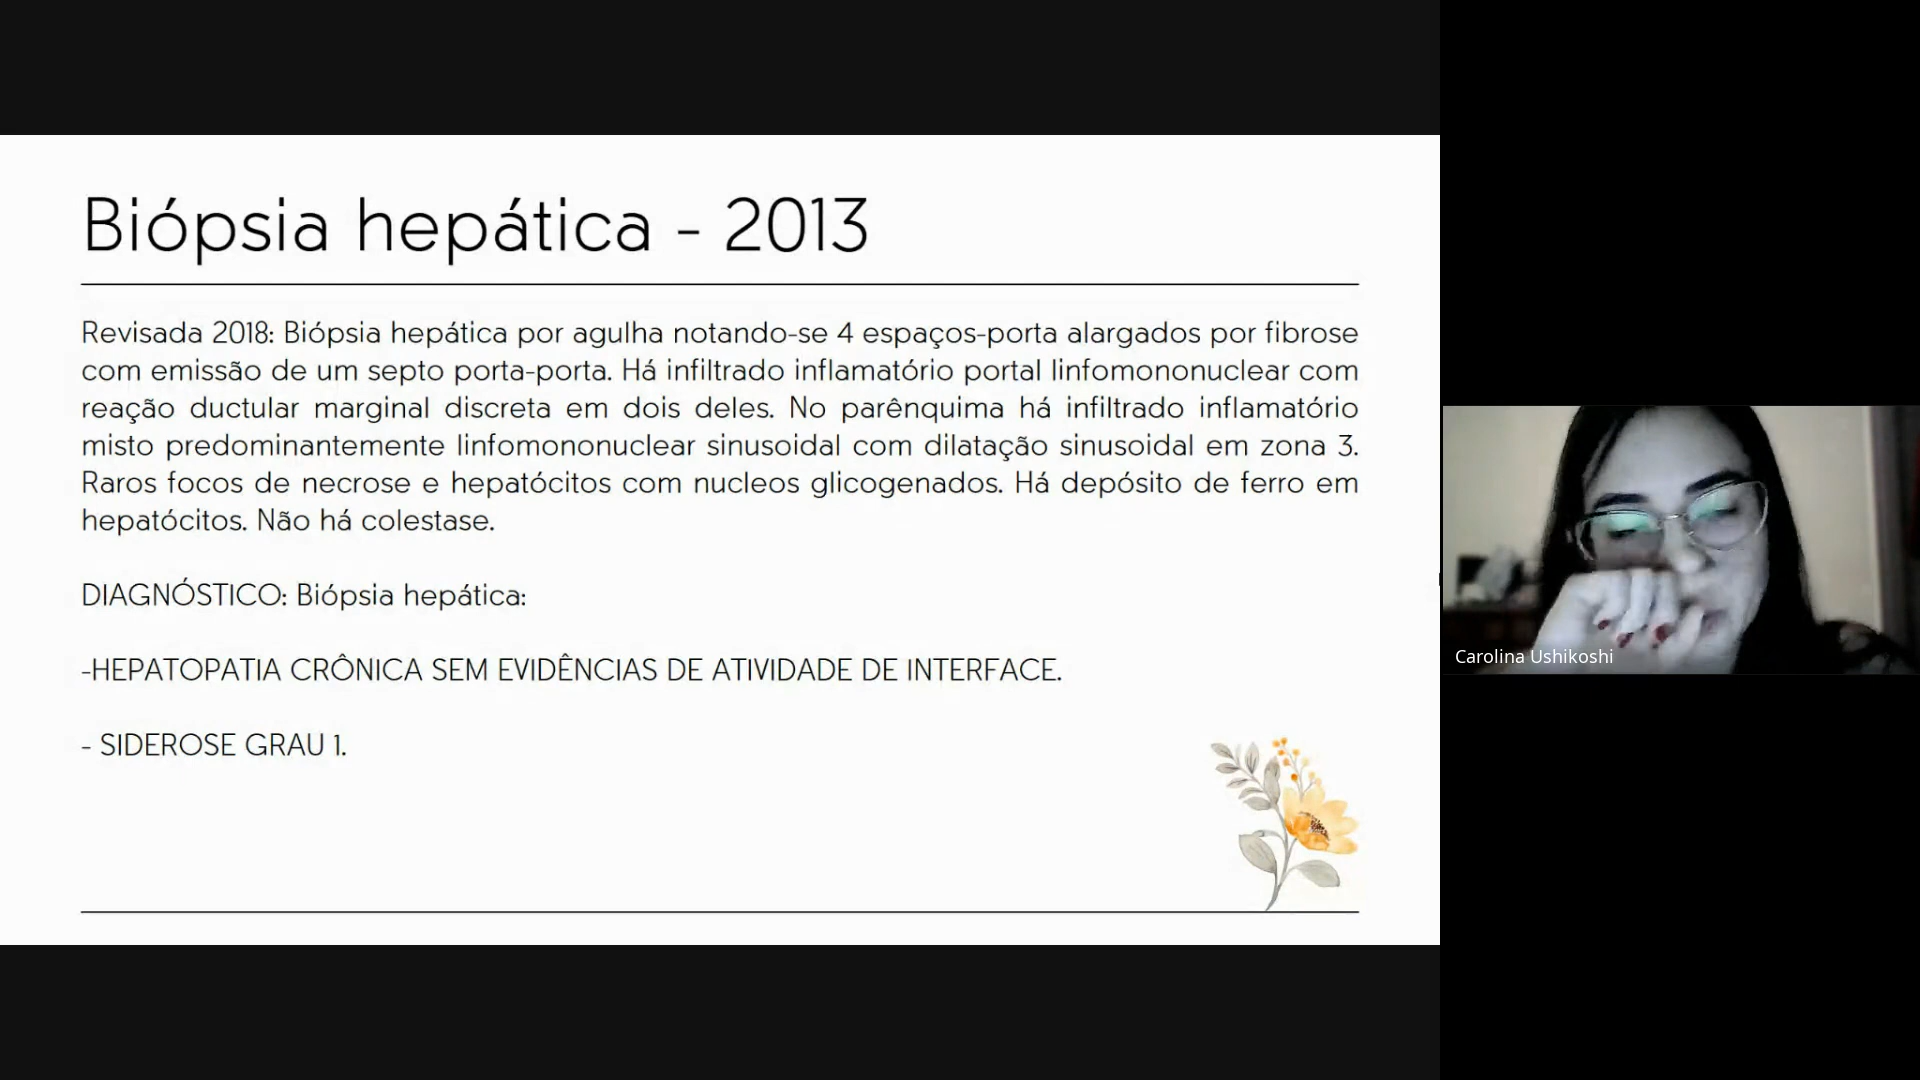 Biópsia hepática - 2013
Revisada 2018: Biópsia hepática por agulha notando-se 4 espaços-porta alargados por fibrose
com emissão de um septo porta-porta. Há infiltrado inflamatório portal linfomononuclear com
reação ductular marginal discreta em dois deles. No parênquima há infiltrado inflamatório
misto predominantemente linfomononuclear sinusoidal com dilatação sinusoidal em zona 3.
Raros focos de necrose e hepatócitos com nucleos glicogenados. Há depósito de ferro em
hepatócitos. Não há colestase.
DIAGNÓSTICO: Biópsia hepática:
-HEPATOPATIA CRÔNICA SEM EVIDÊNCIAS DE ATIVIDADE DE INTERFACE.
- SIDEROSE GRAU 1.
Carolina Ushikoshi